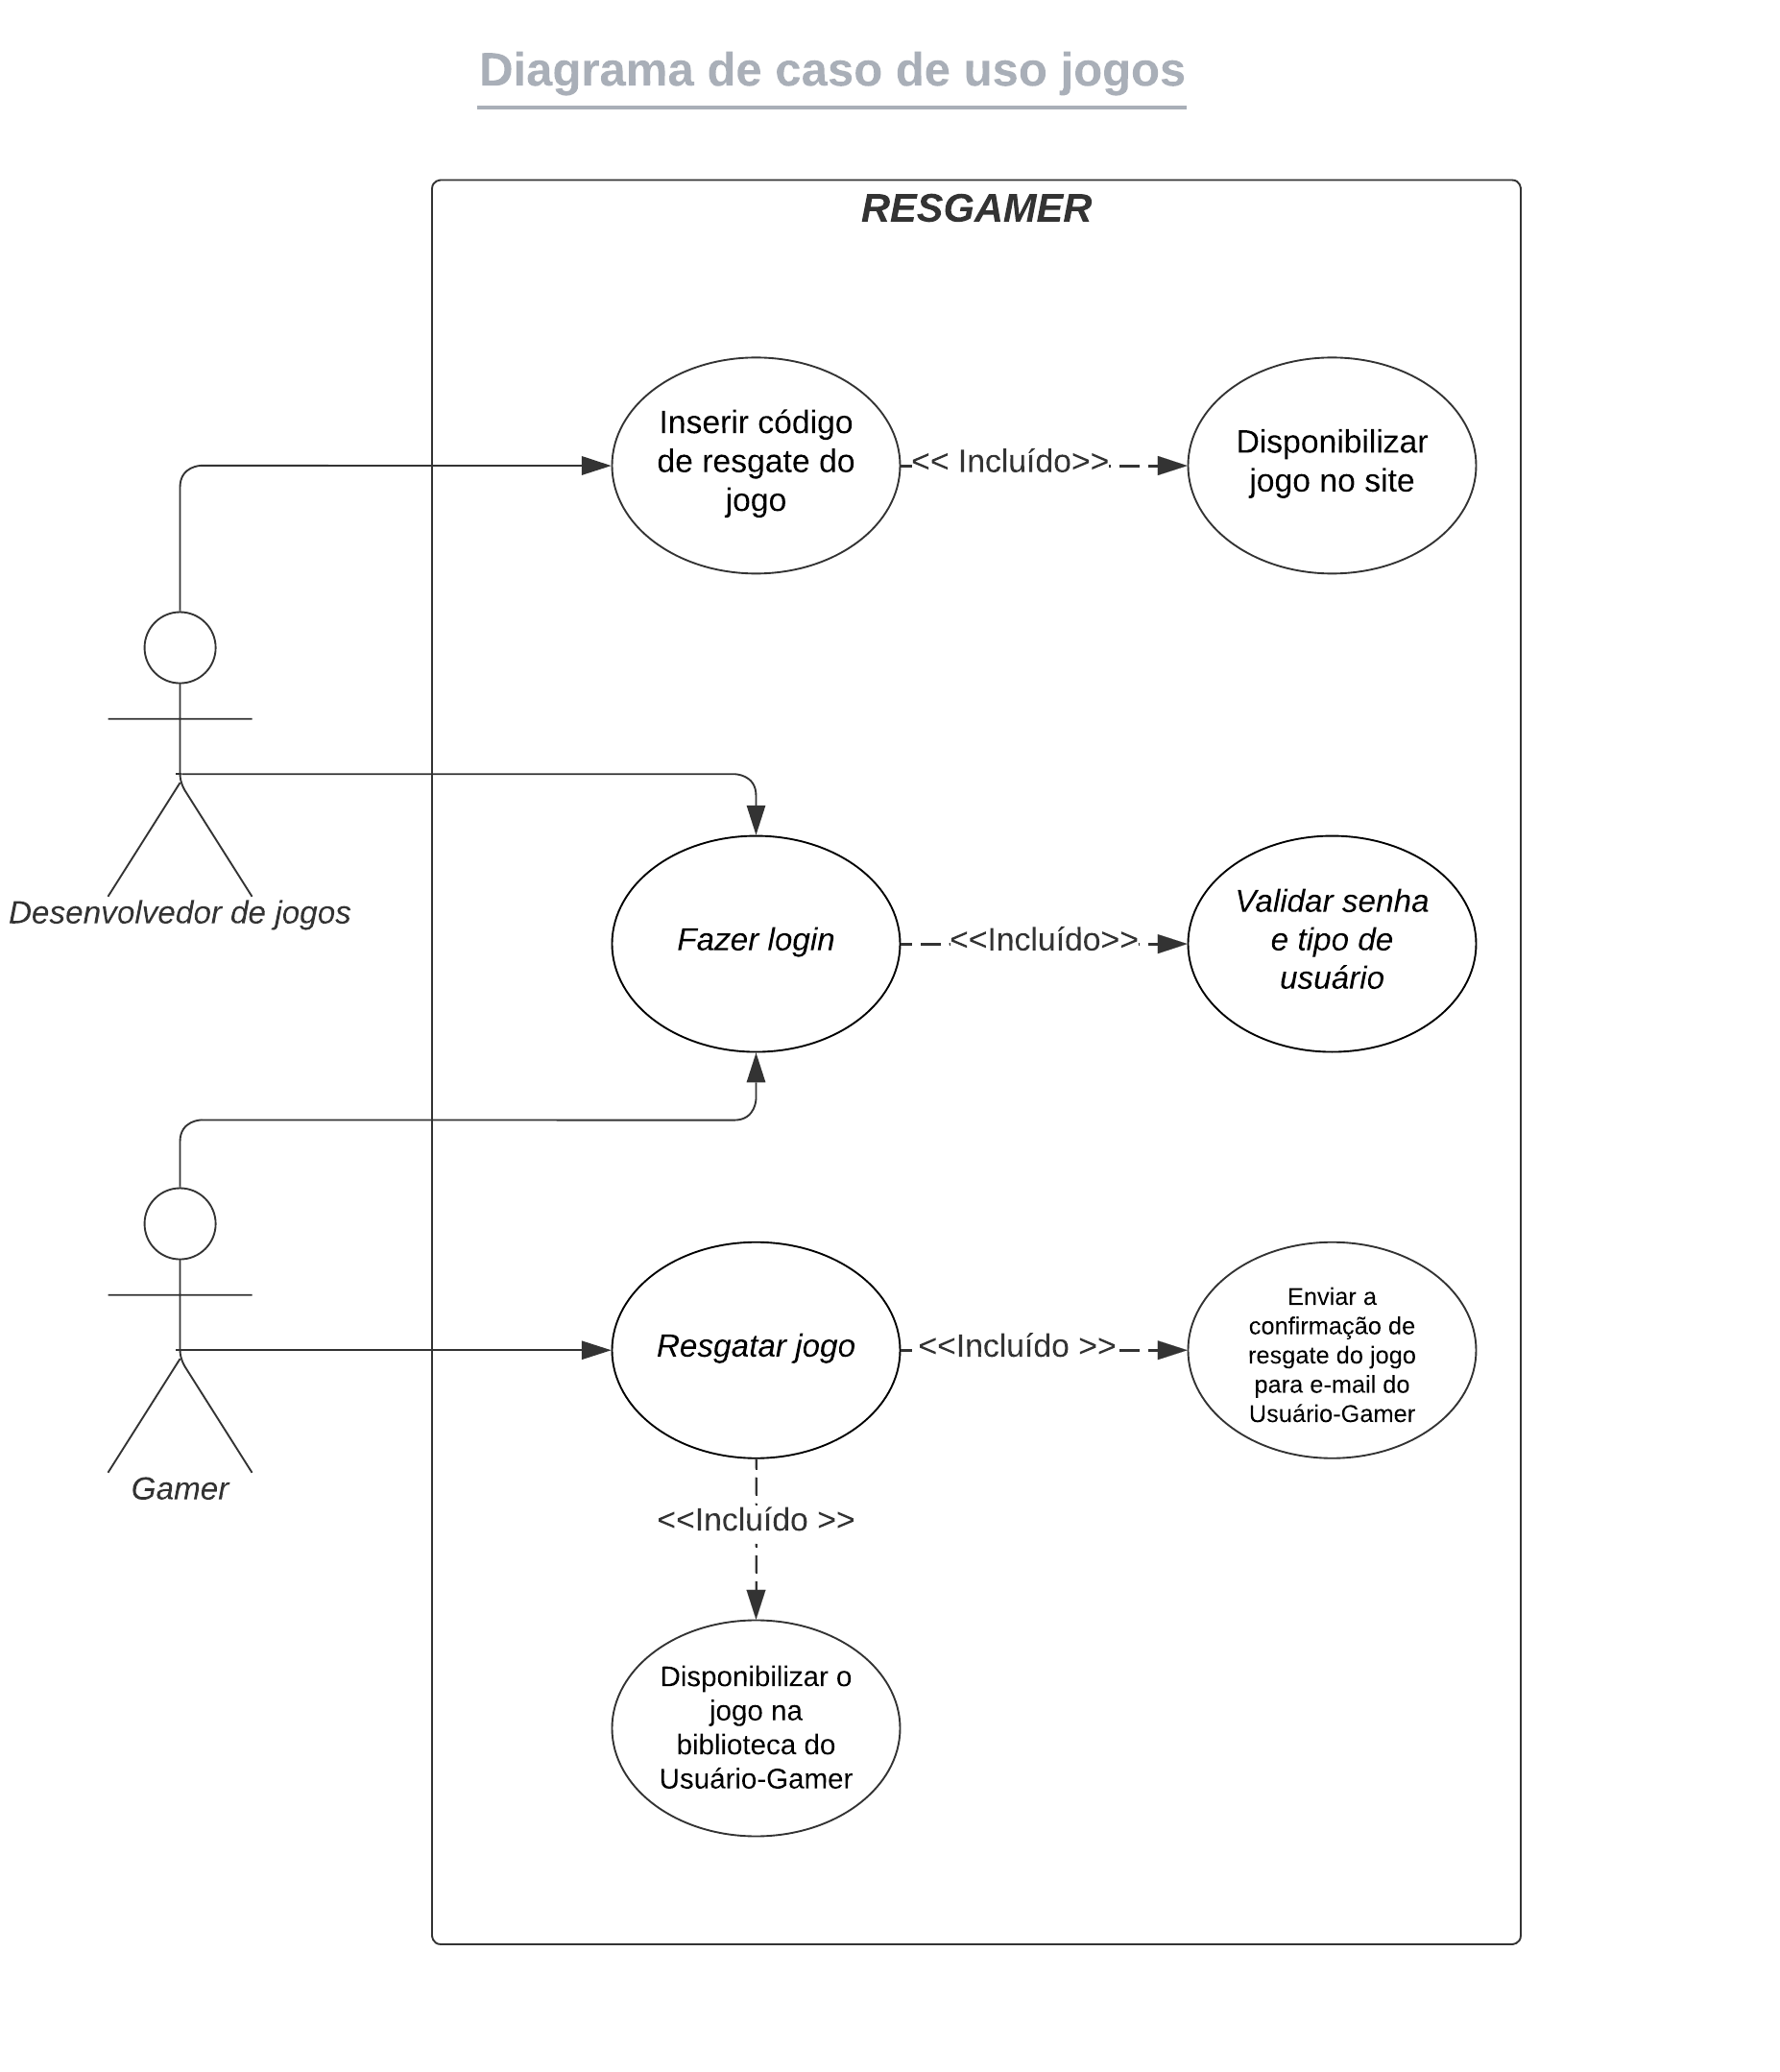 Diagrama de caso de uso jogos
RESGAMER
Inserir código
de resgate do
jogo
<< Incluído>>
Disponibilizar
jogo no site
Desenvolvedor de jogos
Fazer login
<<Incluído>>
Validar senha
e tipo de
usuário
Gamer
Resgatar jogo
<<Incluído >>
Enviar a
confirmação de
resgate do jogo
para e-mail do
Usuário-Gamer
<<Incluído >>
Disponibilizar o
jogo na
biblioteca do
Usuário-Gamer